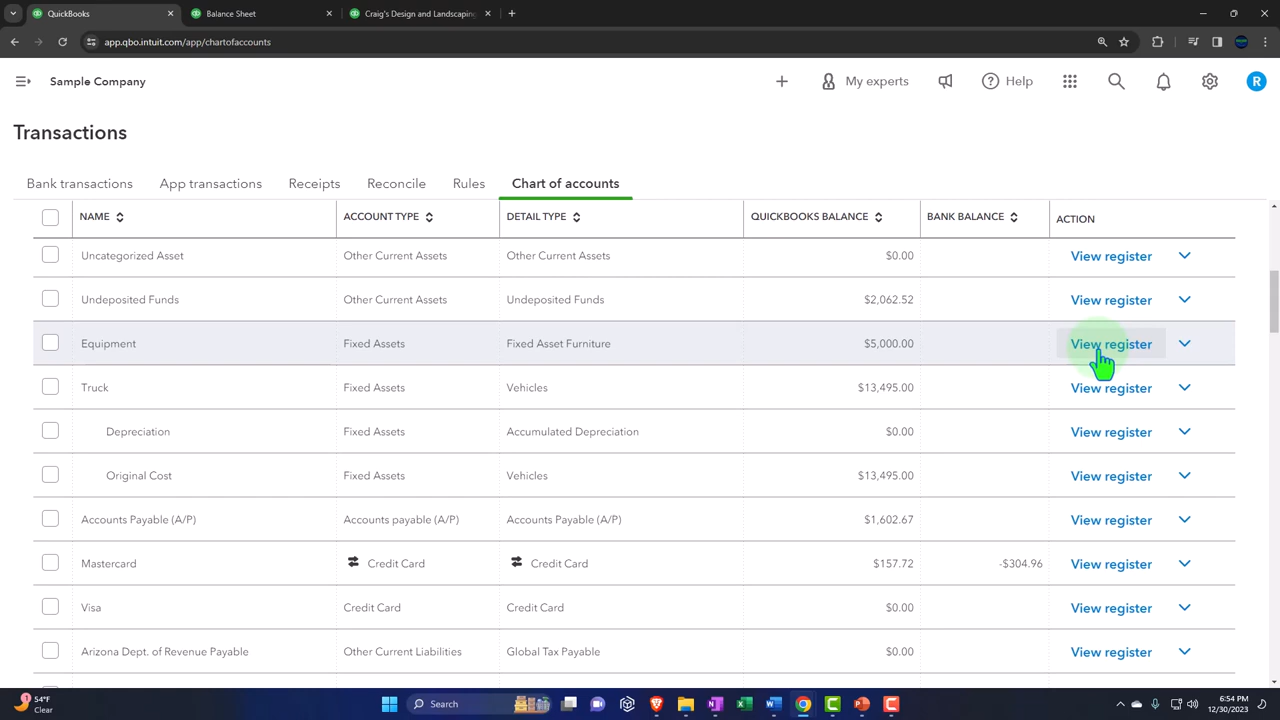 QuickBooks
Balance Sheet
Craig's Design and Landscaping
app.qbo.intuit.com/app/chartofaccounts
Sample Company
My experts
Help
R
Transactions
Bank transactions App transactions Receipts Reconcile Rules Chart of accounts
NAME ACCOUNT TYPE DETAIL TYPE QUICKBOOKS BALANCE BANK BALANCE ACTION
Uncategorized Asset Other Current Assets Other Current Assets $0.00 View register
Undeposited Funds Other Current Assets Undeposited Funds $2,062.52 View register
Equipment Fixed Assets Fixed Asset Furniture $5,000.00 View register
Truck Fixed Assets Vehicles $13,495.00 View register
Depreciation Fixed Assets Accumulated Depreciation $0.00 View register
Original Cost Fixed Assets Vehicles $13,495.00 View register
Accounts Payable (A/P) Accounts payable (A/P) Accounts Payable (A/P) $1,602.67 View register
Mastercard Credit Card Credit Card $157.72 -$304.96 View register
Visa Credit Card Credit Card $0.00 View register
Arizona Dept. of Revenue Payable Other Current Liabilities Global Tax Payable $0.00 View register
1 54°F
Clear
Search
6:54 PM
12/30/2023